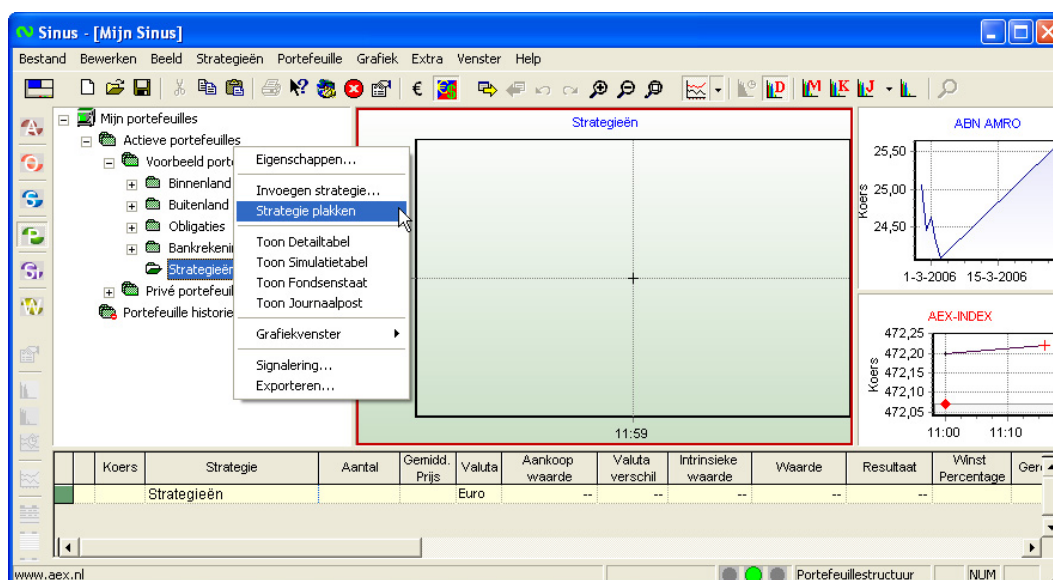 Sinus - [Mijn Sinus]
Bestand Bewerken Beeld Strategieën Portefeuille Grafiek Extra Venster Help
Mijn portefeuilles
Actieve portefeuilles
Voorbeeld porte
Binnenland
Buitenland
Obligaties
Bankrekeni
Strategieën
Privé portefeuil
Portefeuille historie
Eigenschappen...
Invoegen strategie...
Strategie plakken
Toon Detailtabel
Toon Simulatietabel
Toon Fondsenstaat
Toon Journaalpost
Grafiekvenster
Signalering...
Exporteren...
Strategieën
11:59
ABN AMRO
Koers
25,50
25,00
24,50
1-3-2006 15-3-2006
AEX-INDEX
Koers
472,25
472,20
472,15
472,10
472,05
11:00 11:10
Koers Strategie Aantal Gemidd. Prijs Valuta Aankoop waarde Valuta verschil Intrinsieke waarde Waarde Resultaat Winst Percentage Gere
Strategieën Euro -- -- -- -- --
www.aex.nl Portefeuillestructuur NUM